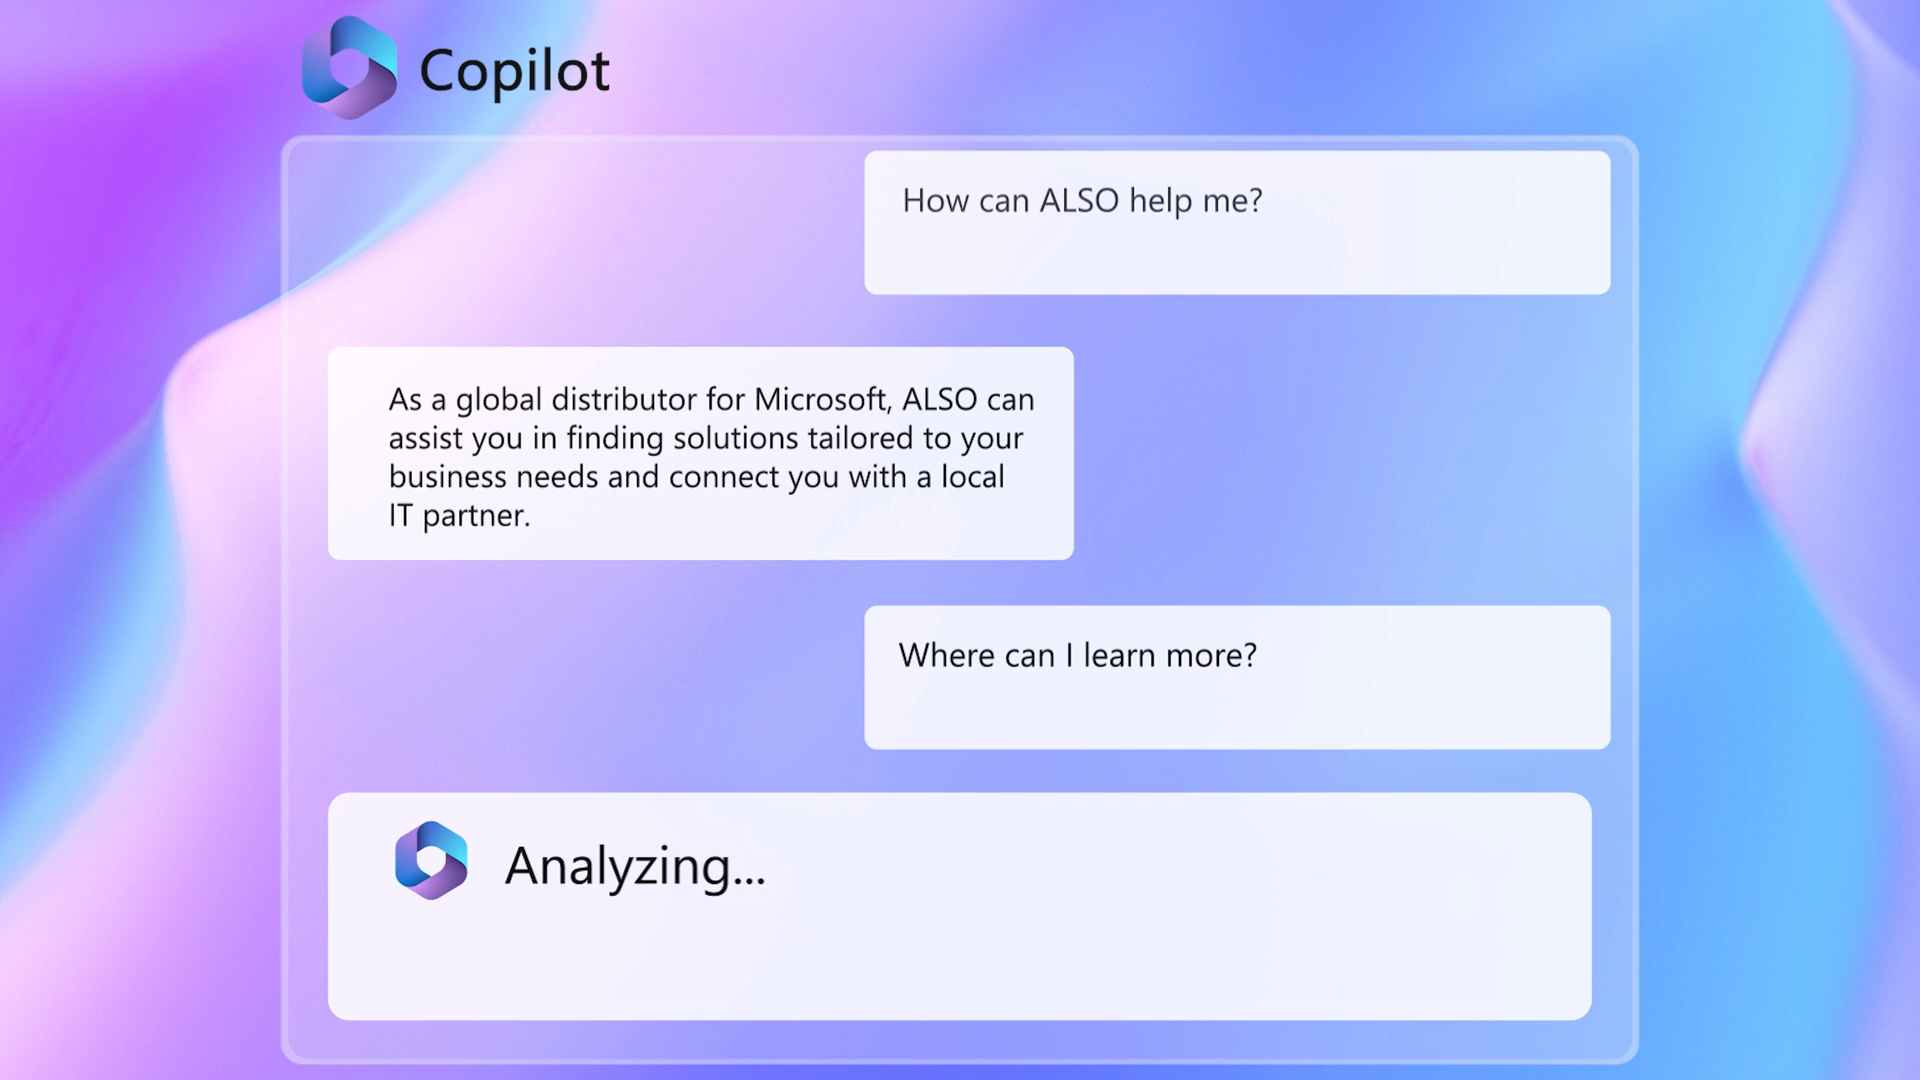 Copilot
How can ALSO help me?
As a global distributor for Microsoft, ALSO can
assist you in finding solutions tailored to your
business needs and connect you with a local
IT partner.
Where can I learn more?
Analyzing...